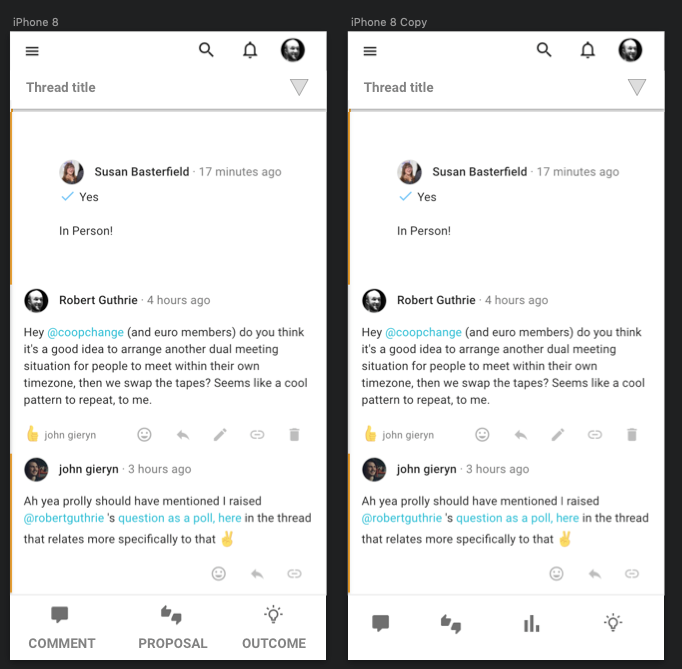 iPhone 8
Thread title
Susan Basterfield · 17 minutes ago
Yes
In Person!
Robert Guthrie · 4 hours ago
Hey @coopchange (and euro members) do you think
it's a good idea to arrange another dual meeting
situation for people to meet within their own
timezone, then we swap the tapes? Seems like a cool
pattern to repeat, to me.
john gieryn
john gieryn · 3 hours ago
Ah yea prolly should have mentioned I raised
@robertguthrie 's question as a poll, here in the thread
that relates more specifically to that ✌
COMMENT PROPOSAL OUTCOME
iPhone 8 Copy
Thread title
Susan Basterfield · 17 minutes ago
Yes
In Person!
Robert Guthrie · 4 hours ago
Hey @coopchange (and euro members) do you think
it's a good idea to arrange another dual meeting
situation for people to meet within their own
timezone, then we swap the tapes? Seems like a cool
pattern to repeat, to me.
john gieryn
john gieryn · 3 hours ago
Ah yea prolly should have mentioned I raised
@robertguthrie 's question as a poll, here in the thread
that relates more specifically to that ✌